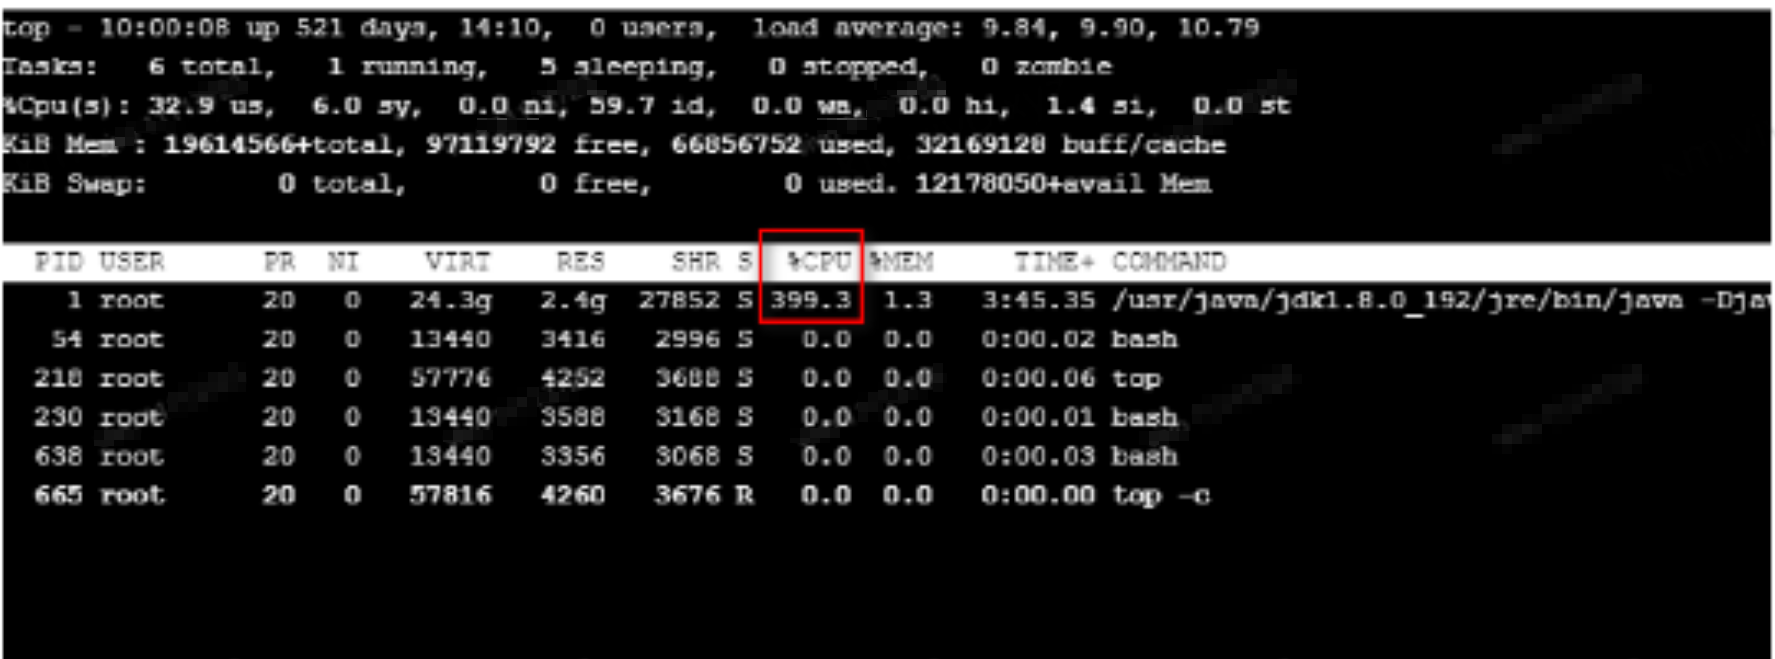 top - 10:00:08 up 521 days, 14:10, 0 users, load average: 9.84, 9.90, 10.79
Tasks: 6 total, 1 running, 5 sleeping, 0 stopped, 0 zombie
%Cpu(s): 32.9 us, 6.0 sy, 0.0 ni, 59.7 id, 0.0 wa, 0.0 hi, 1.4 si, 0.0 st
KiB Mem : 19614566+total, 97119792 free, 66856752 used, 32169128 buff/cache
KiB Swap: 0 total, 0 free, 0 used. 12178050+avail Mem
PID USER PR NI VIRT RES SHR S %CPU %MEM TIME+ COMMAND
1 root 20 0 24.3g 2.4g 27852 S 399.3 1.3 3:45.35 /usr/java/jdk1.8.0_192/jre/bin/java -Djav
54 root 20 0 13440 3416 2996 S 0.0 0.0 0:00.02 bash
218 root 20 0 57776 4252 3688 S 0.0 0.0 0:00.06 top
230 root 20 0 13440 3588 3168 S 0.0 0.0 0:00.01 bash
638 root 20 0 13440 3356 3068 S 0.0 0.0 0:00.03 bash
665 root 20 0 57816 4260 3676 R 0.0 0.0 0:00.00 top -c